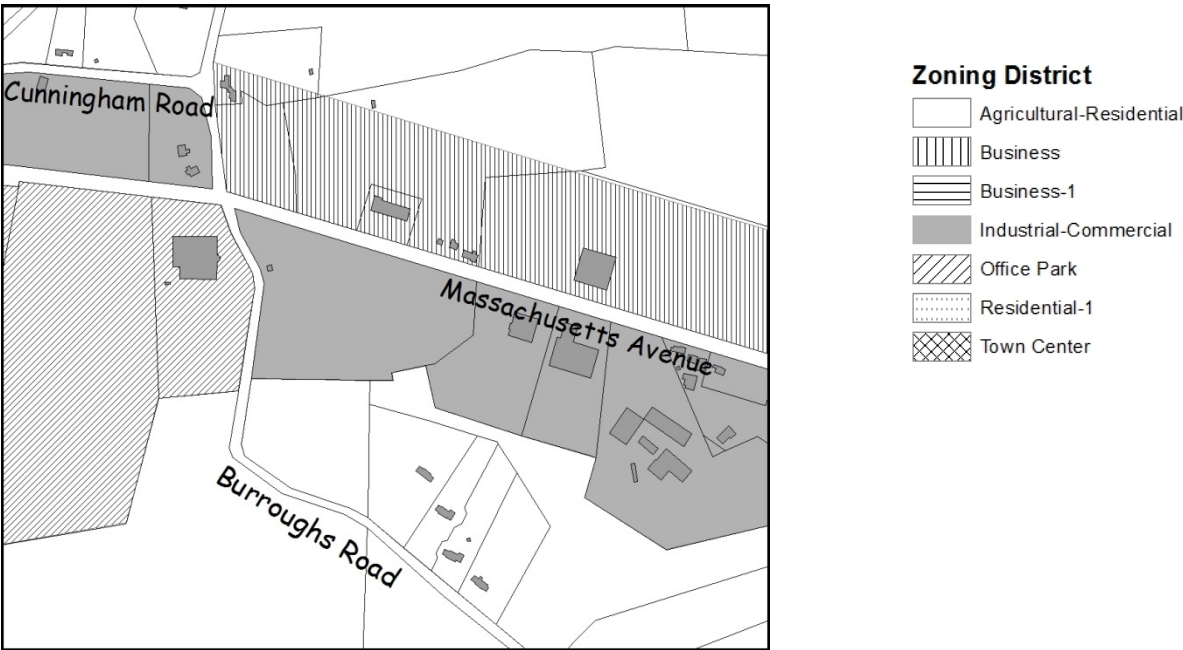 Cunningham Road
Massachusetts Avenue
Burroughs Road
Zoning District
Agricultural-Residential
Business
Business-1
Industrial-Commercial
Office Park
Residential-1
Town Center